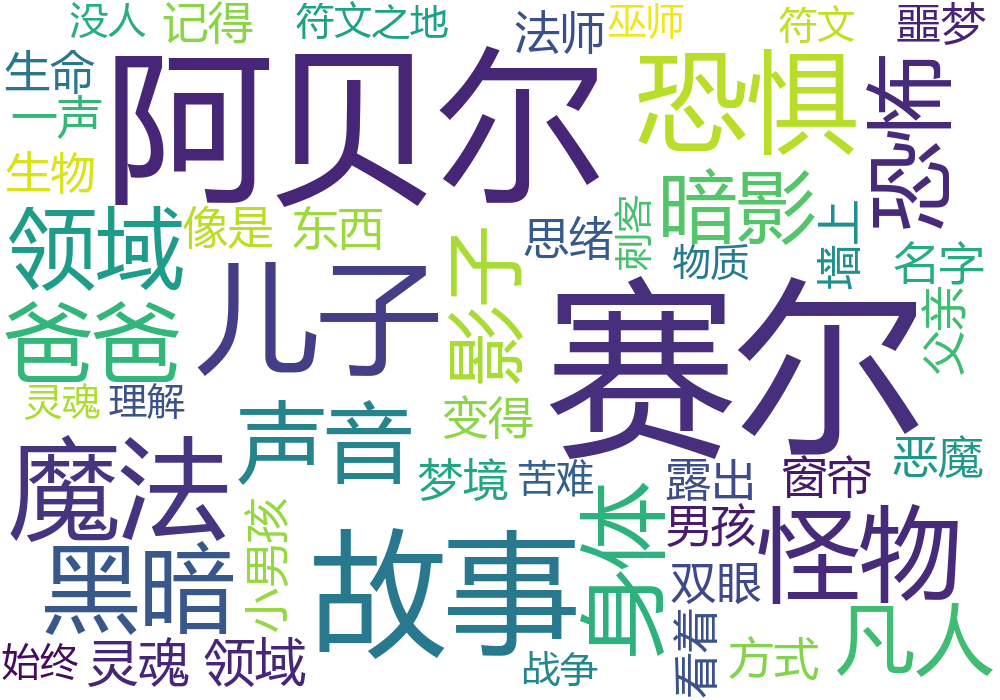 没人
记得
符文之地
法师
巫师
符文
噩梦
生命
阿贝尔
恐惧
恐怖
一声
生物
领域
像是
东西
思绪
刺客
暗影
墙上
物质
名字
儿子
影子
爸爸
赛尔
父亲
灵魂
理解
声音
变得
魔法
梦境
苦难
露出
窗帘
恶魔
男孩
小男孩
故事
身体
怪物
黑暗
双眼
凡人
始终
灵魂
领域
战争
看着
方式